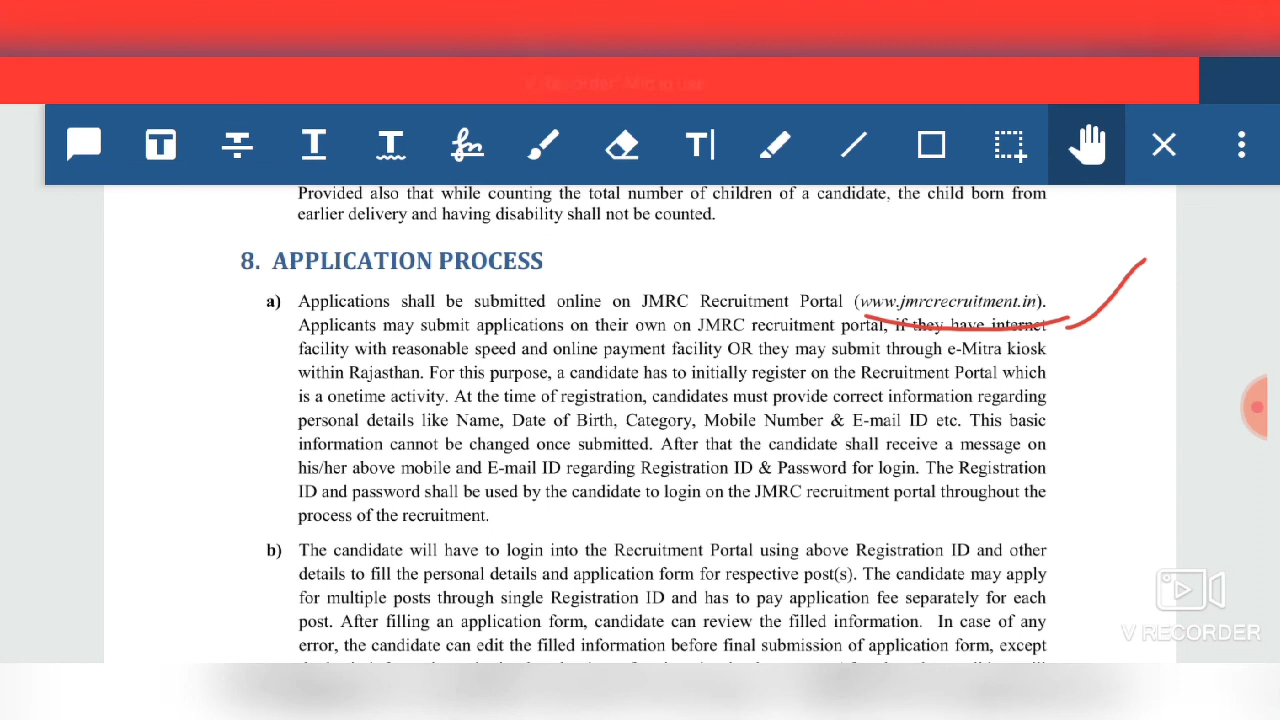 Provided also that while counting the total number of children of a candidate, the child born from
earlier delivery and having disability shall not be counted.
8. APPLICATION PROCESS
a) Applications shall be submitted online on JMRC Recruitment Portal (www.jmrcrecruitment.in).
Applicants may submit applications on their own on JMRC recruitment portal, if they have internet
facility with reasonable speed and online payment facility OR they may submit through e-Mitra kiosk
within Rajasthan. For this purpose, a candidate has to initially register on the Recruitment Portal which
is a onetime activity. At the time of registration, candidates must provide correct information regarding
personal details like Name, Date of Birth, Category, Mobile Number & E-mail ID etc. This basic
information cannot be changed once submitted. After that the candidate shall receive a message on
his/her above mobile and E-mail ID regarding Registration ID & Password for login. The Registration
ID and password shall be used by the candidate to login on the JMRC recruitment portal throughout the
process of the recruitment.
b) The candidate will have to login into the Recruitment Portal using above Registration ID and other
details to fill the personal details and application form for respective post(s). The candidate may apply
for multiple posts through single Registration ID and has to pay application fee separately for each
post. After filling an application form, candidate can review the filled information. In case of any
error, the candidate can edit the filled information before final submission of application form, except
V RECORDER